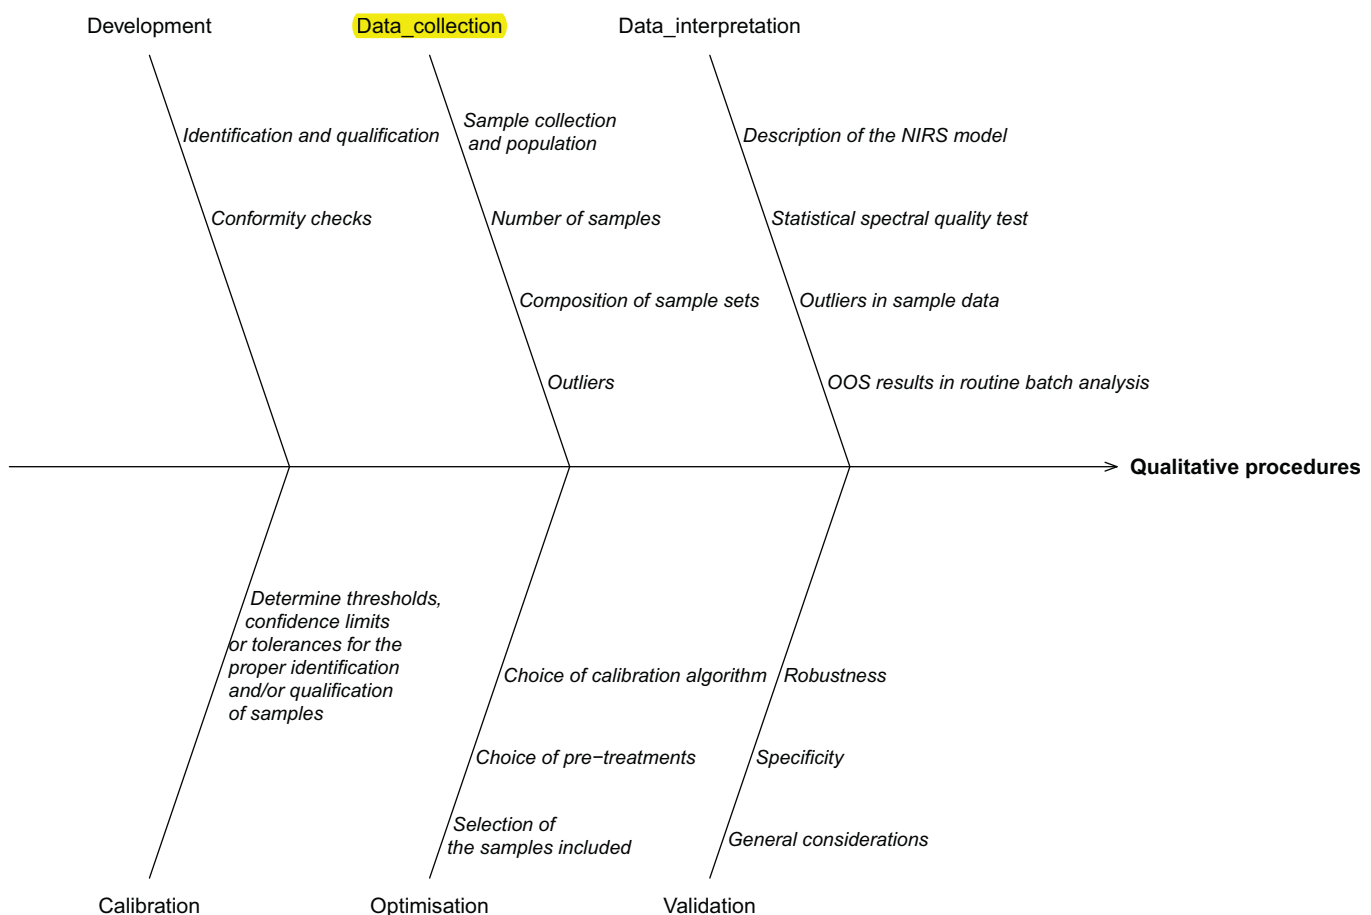 Development
Data_collection
Data_interpretation
Identification and qualification
Sample collection
and population
Description of the NIRS model
Conformity checks
Number of samples
Statistical spectral quality test
Composition of sample sets
Outliers in sample data
Outliers
OOS results in routine batch analysis
Qualitative procedures
Determine thresholds,
confidence limits
or tolerances for the
proper identification
and/or qualification
of samples
Choice of calibration algorithm
Robustness
Choice of pre−treatments
Specificity
Selection of
the samples included
General considerations
Calibration
Optimisation
Validation